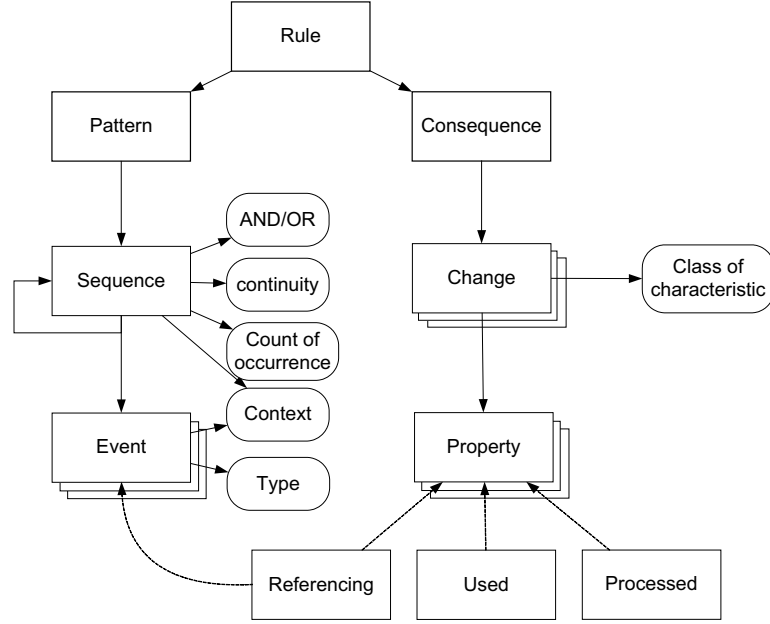 Rule
Pattern
Consequence
AND/OR
Sequence
continuity
Change
Class of
characteristic
Count of
occurrence
Context
Event
Property
Type
Referencing
Used
Processed